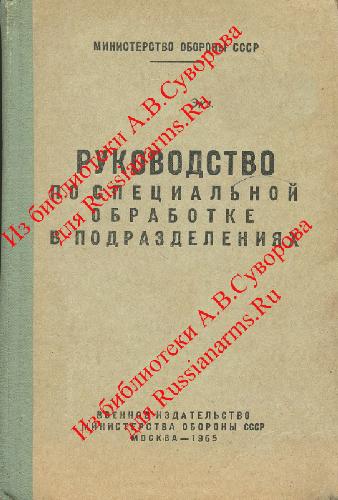 МИНИСТЕРСТВО ОБОРОНЫ СССР
РУКОВОДСТВО
ПО СПЕЦИАЛЬНОЙ
ОБРАБОТКЕ
В ПОДРАЗДЕЛЕНИЯХ
Из библиотеки А.В.Суворова
для Russianarms.Ru
Из библиотеки А.В.Суворова
для Russianarms.Ru
ВОЕННОЕ ИЗДАТЕЛЬСТВО
МИНИСТЕРСТВА ОБОРОНЫ СССР
МОСКВА—1965